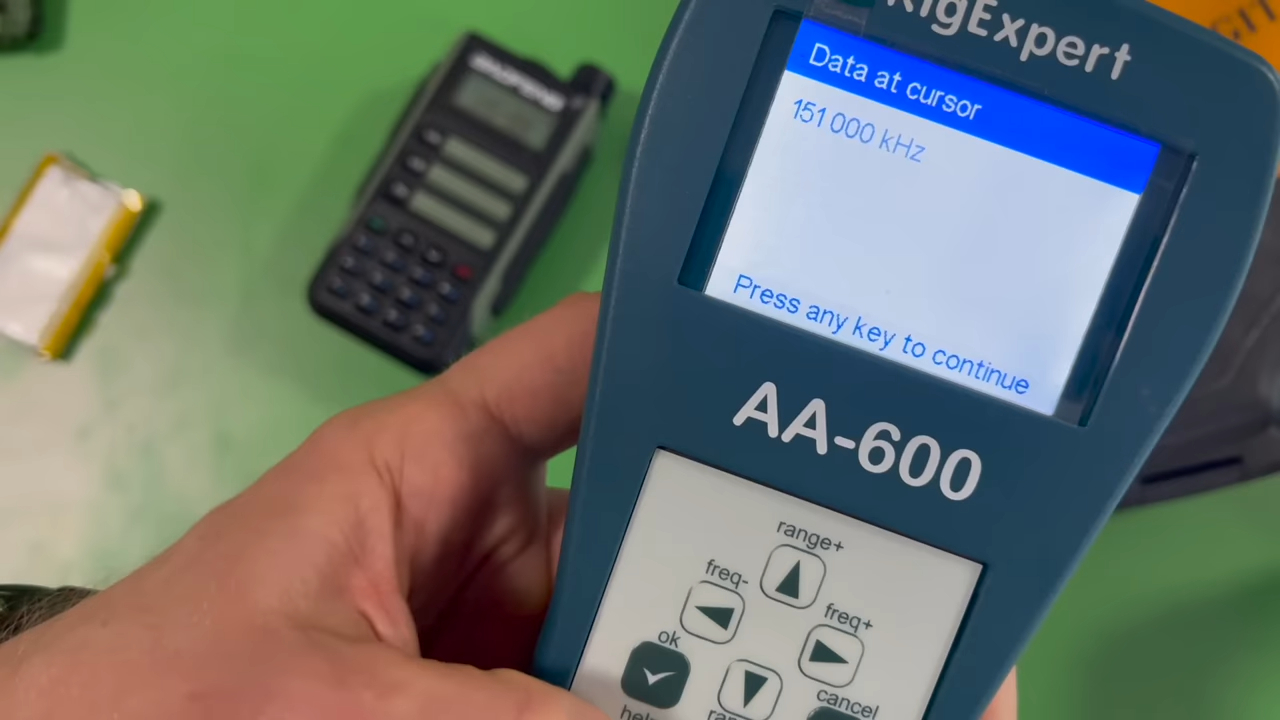 RigExpert
Data at cursor
151 000 kHz
Press any key to continue
AA-600
range+
freq-
freq+
ok
cancel